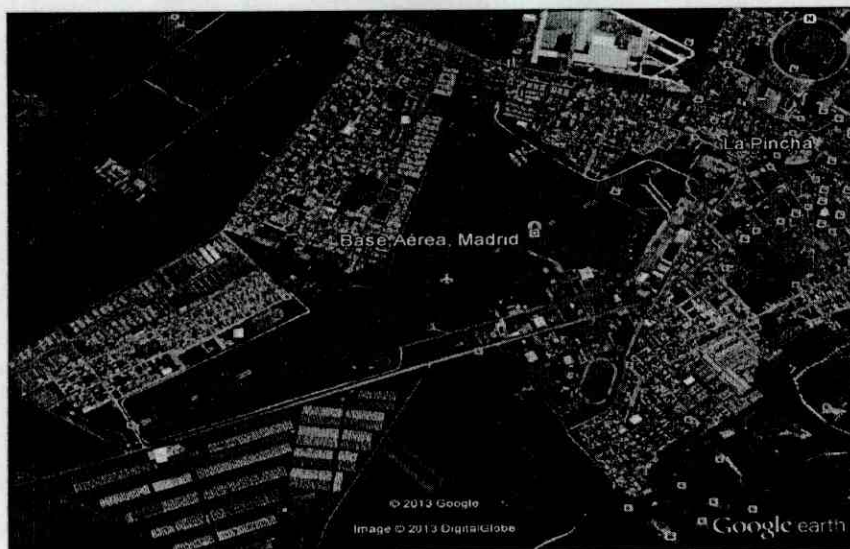 La Pincha
Base Aérea, Madrid
© 2013 Google
Image © 2013 DigitalGlobe
Google earth